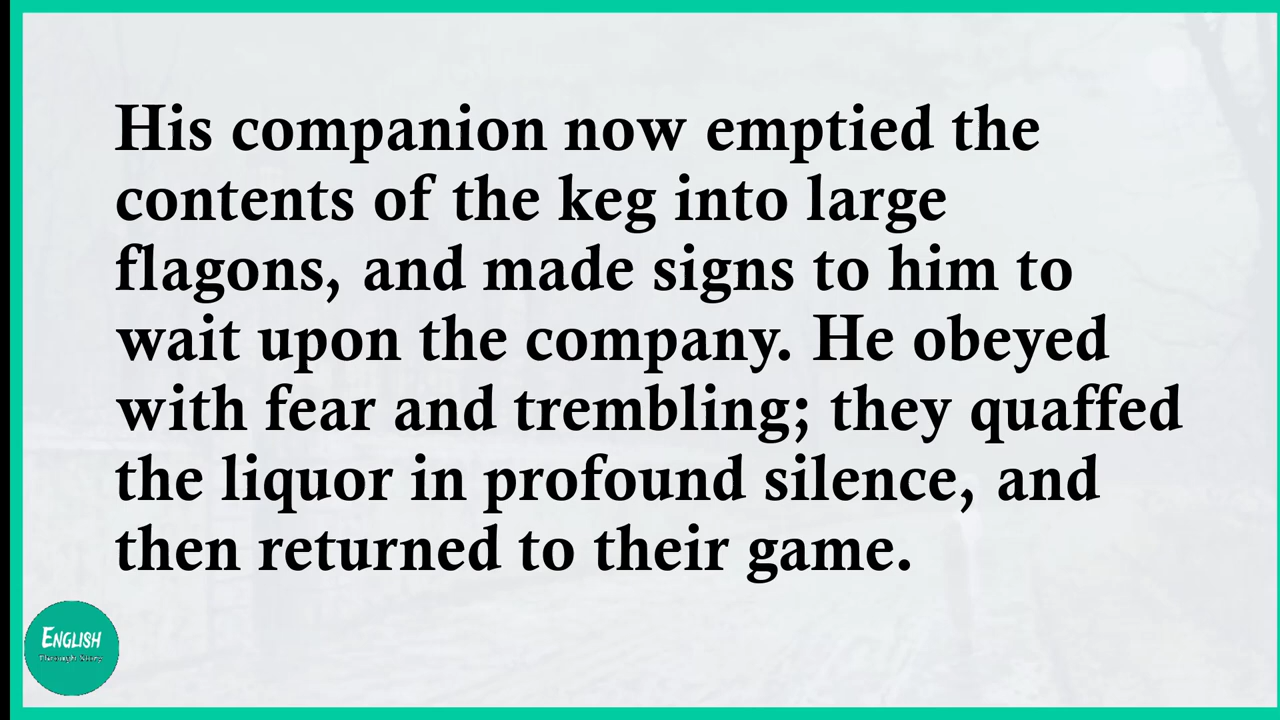 His companion now emptied the
contents of the keg into large
flagons, and made signs to him to
wait upon the company. He obeyed
with fear and trembling; they quaffed
the liquor in profound silence, and
then returned to their game.
English
Through Story